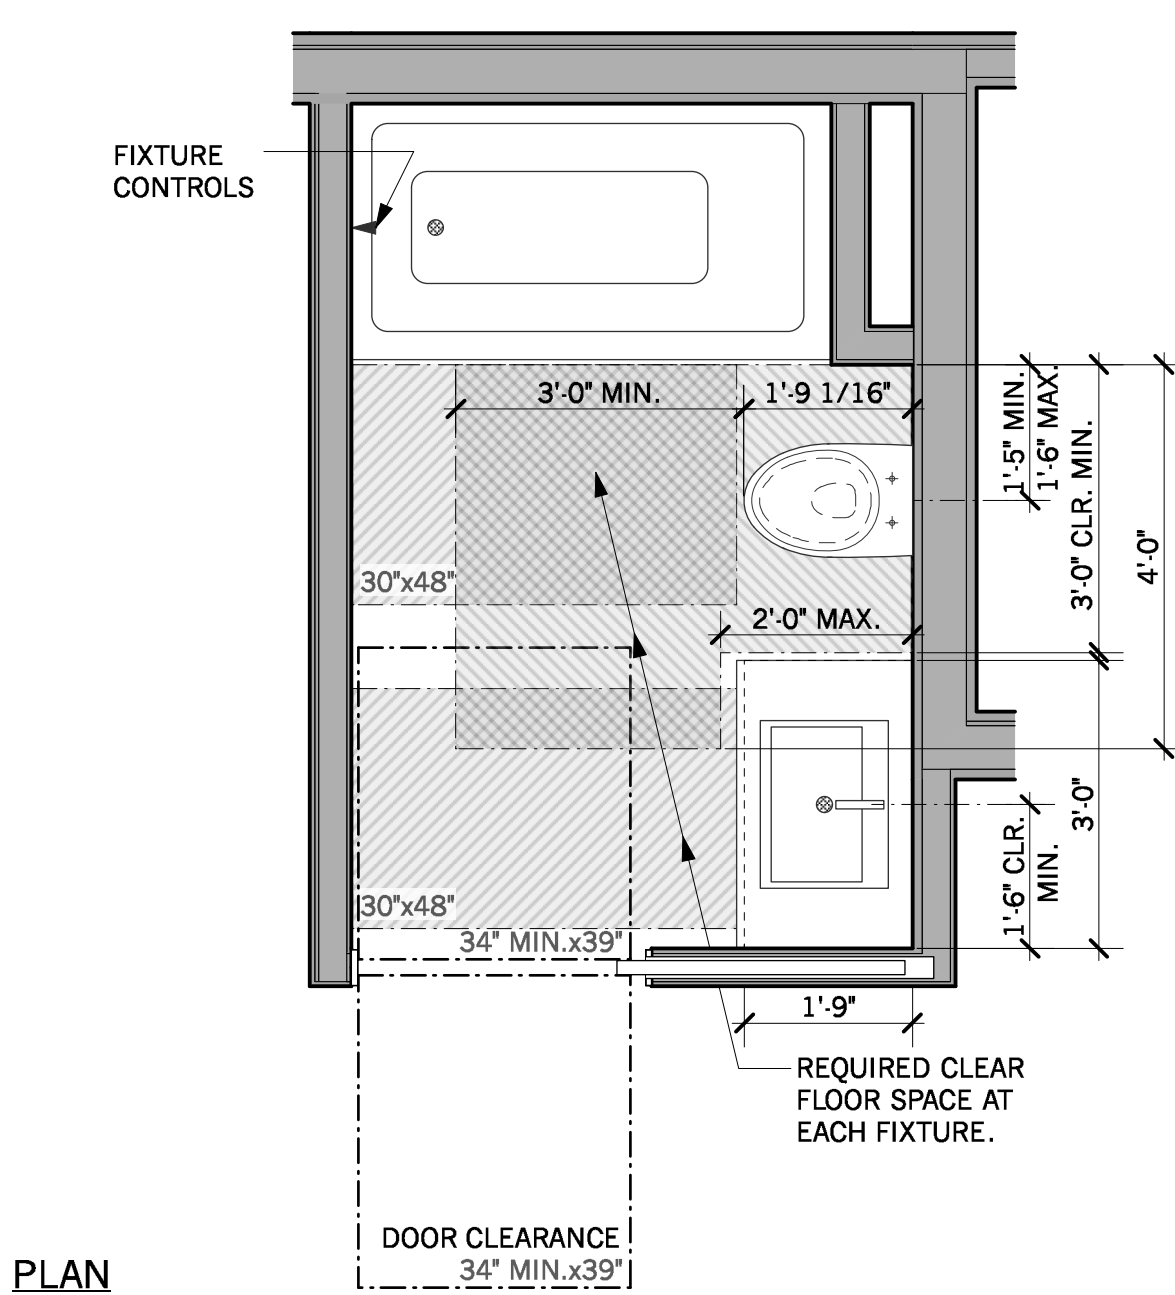 FIXTURE
CONTROLS
3'-0" MIN.
1'-9 1/16"
1'-5" MIN.
1'-6" MAX.
3'-0" CLR. MIN.
4'-0"
30"x48"
2'-0" MAX.
3'-0"
1'-6" CLR.
MIN.
30"x48"
34" MIN.x39"
1'-9"
REQUIRED CLEAR
FLOOR SPACE AT
EACH FIXTURE.
DOOR CLEARANCE
34" MIN.x39"
PLAN